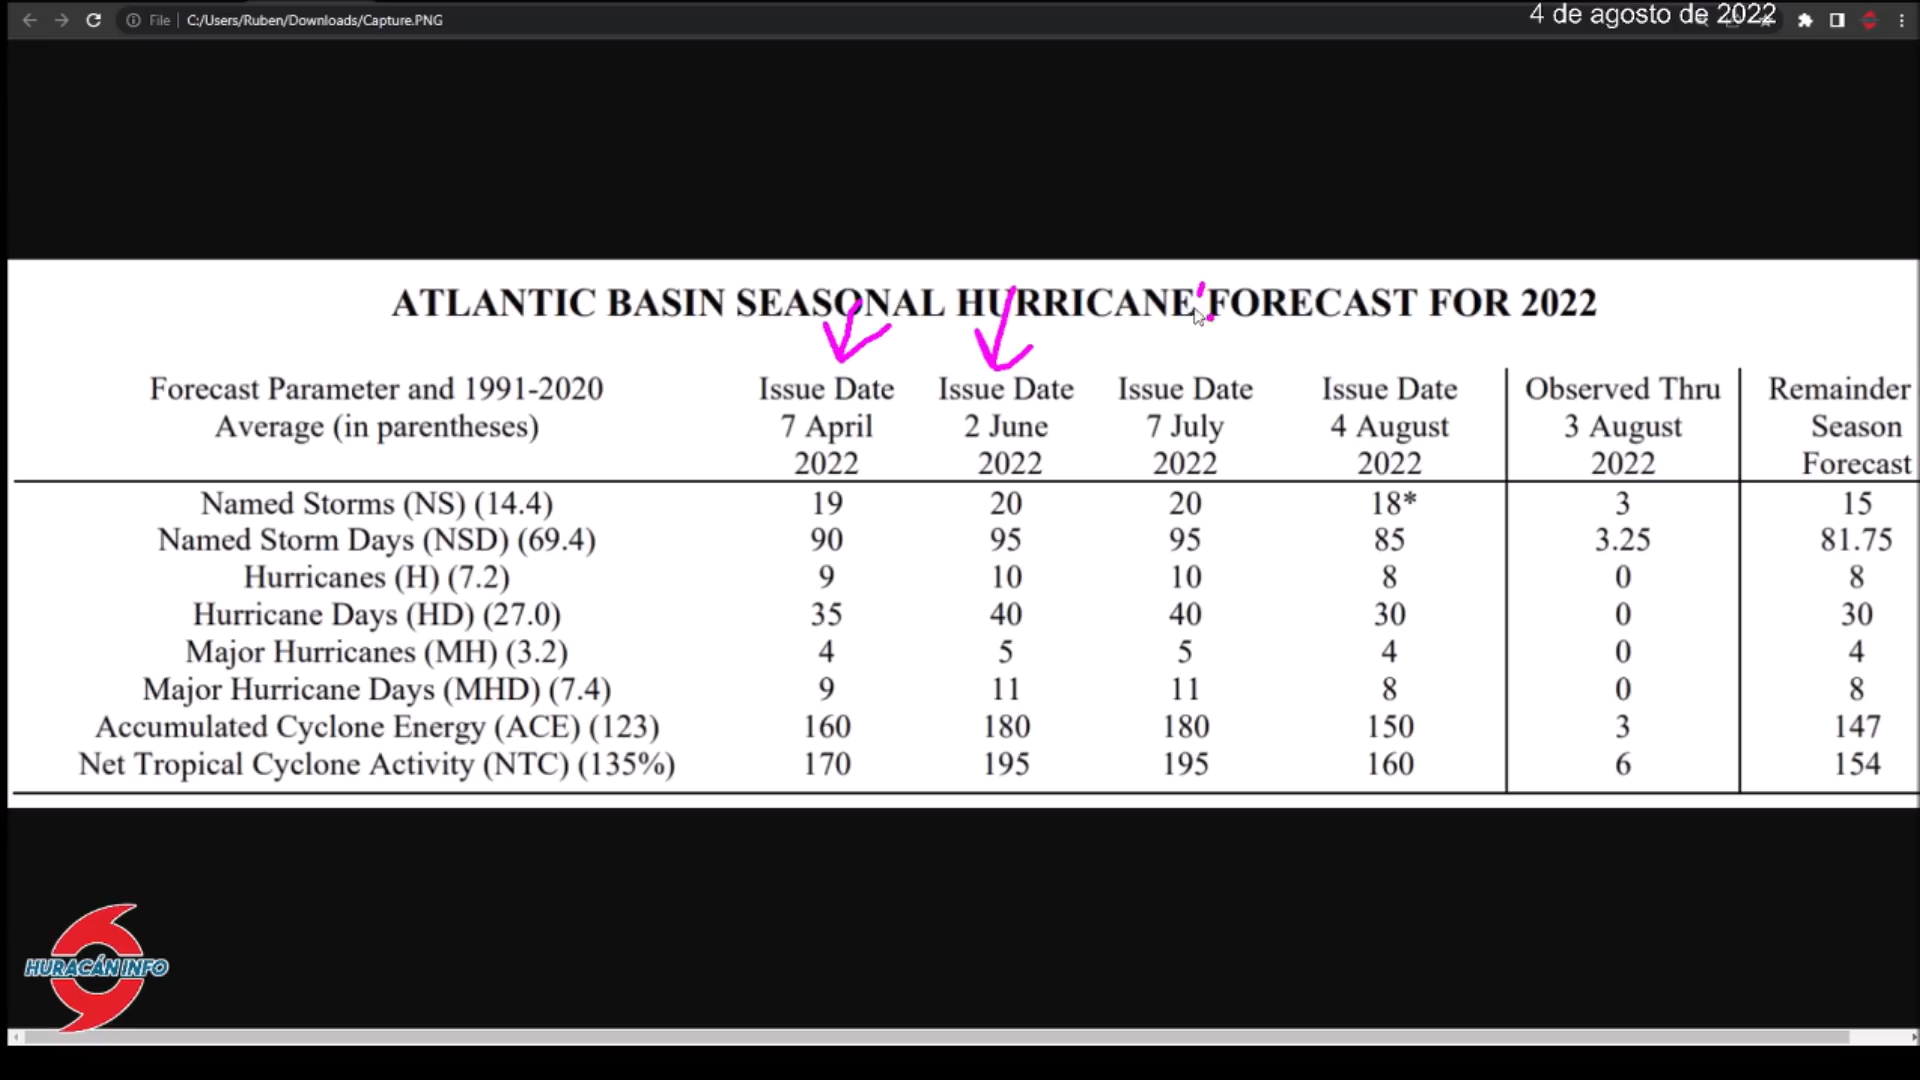 File C:/Users/Ruben/Downloads/Capture.PNG
4 de agosto de 2022
ATLANTIC BASIN SEASONAL HURRICANE FORECAST FOR 2022
Forecast Parameter and 1991-2020 Issue Date Issue Date Issue Date Issue Date Observed Thru Remainder
Average (in parentheses) 7 April 2 June 7 July 4 August 3 August Season
2022 2022 2022 2022 2022 Forecast
Named Storms (NS) (14.4) 19 20 20 18* 3 15
Named Storm Days (NSD) (69.4) 90 95 95 85 3.25 81.75
Hurricanes (H) (7.2) 9 10 10 8 0 8
Hurricane Days (HD) (27.0) 35 40 40 30 0 30
Major Hurricanes (MH) (3.2) 4 5 5 4 0 4
Major Hurricane Days (MHD) (7.4) 9 11 11 8 0 8
Accumulated Cyclone Energy (ACE) (123) 160 180 180 150 3 147
Net Tropical Cyclone Activity (NTC) (135%) 170 195 195 160 6 154
HURACÁN INFO